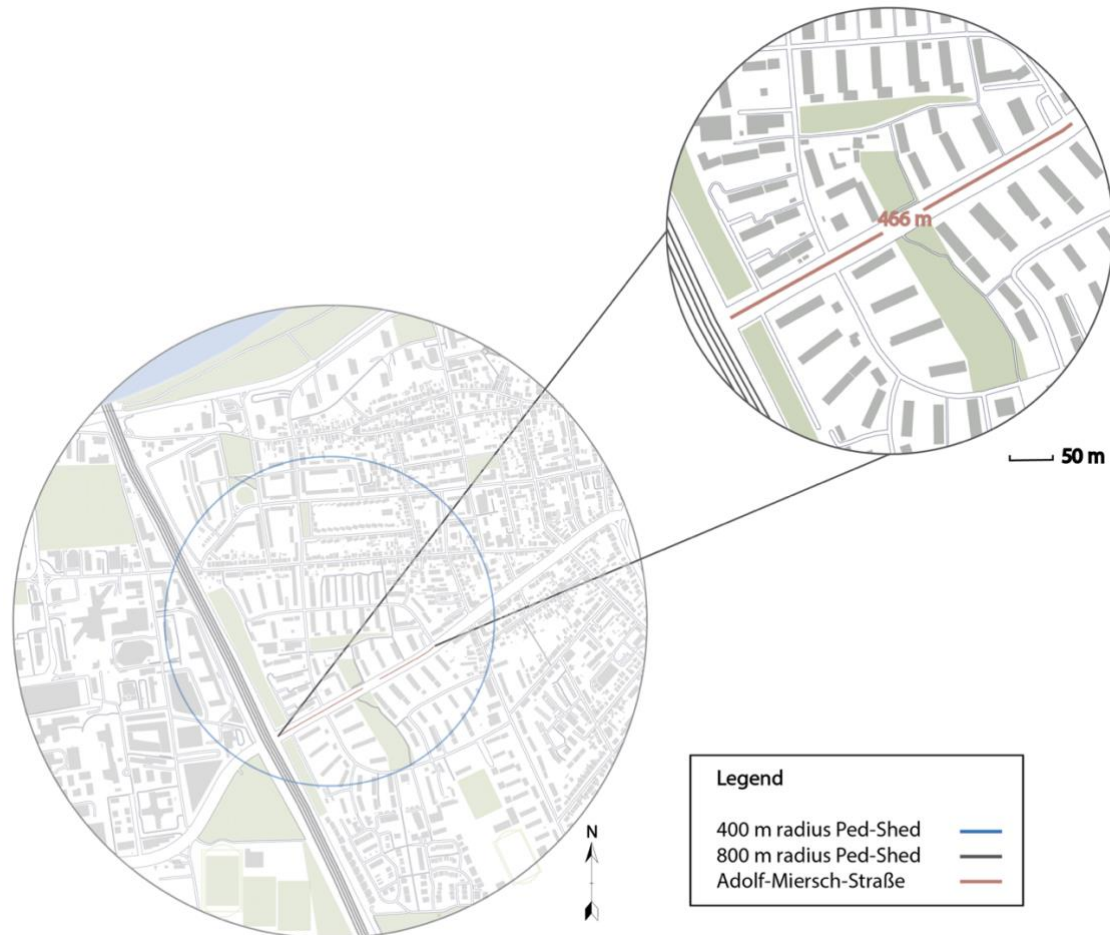 466 m
50 m
N
Legend
400 m radius Ped-Shed
800 m radius Ped-Shed
Adolf-Miersch-Straße